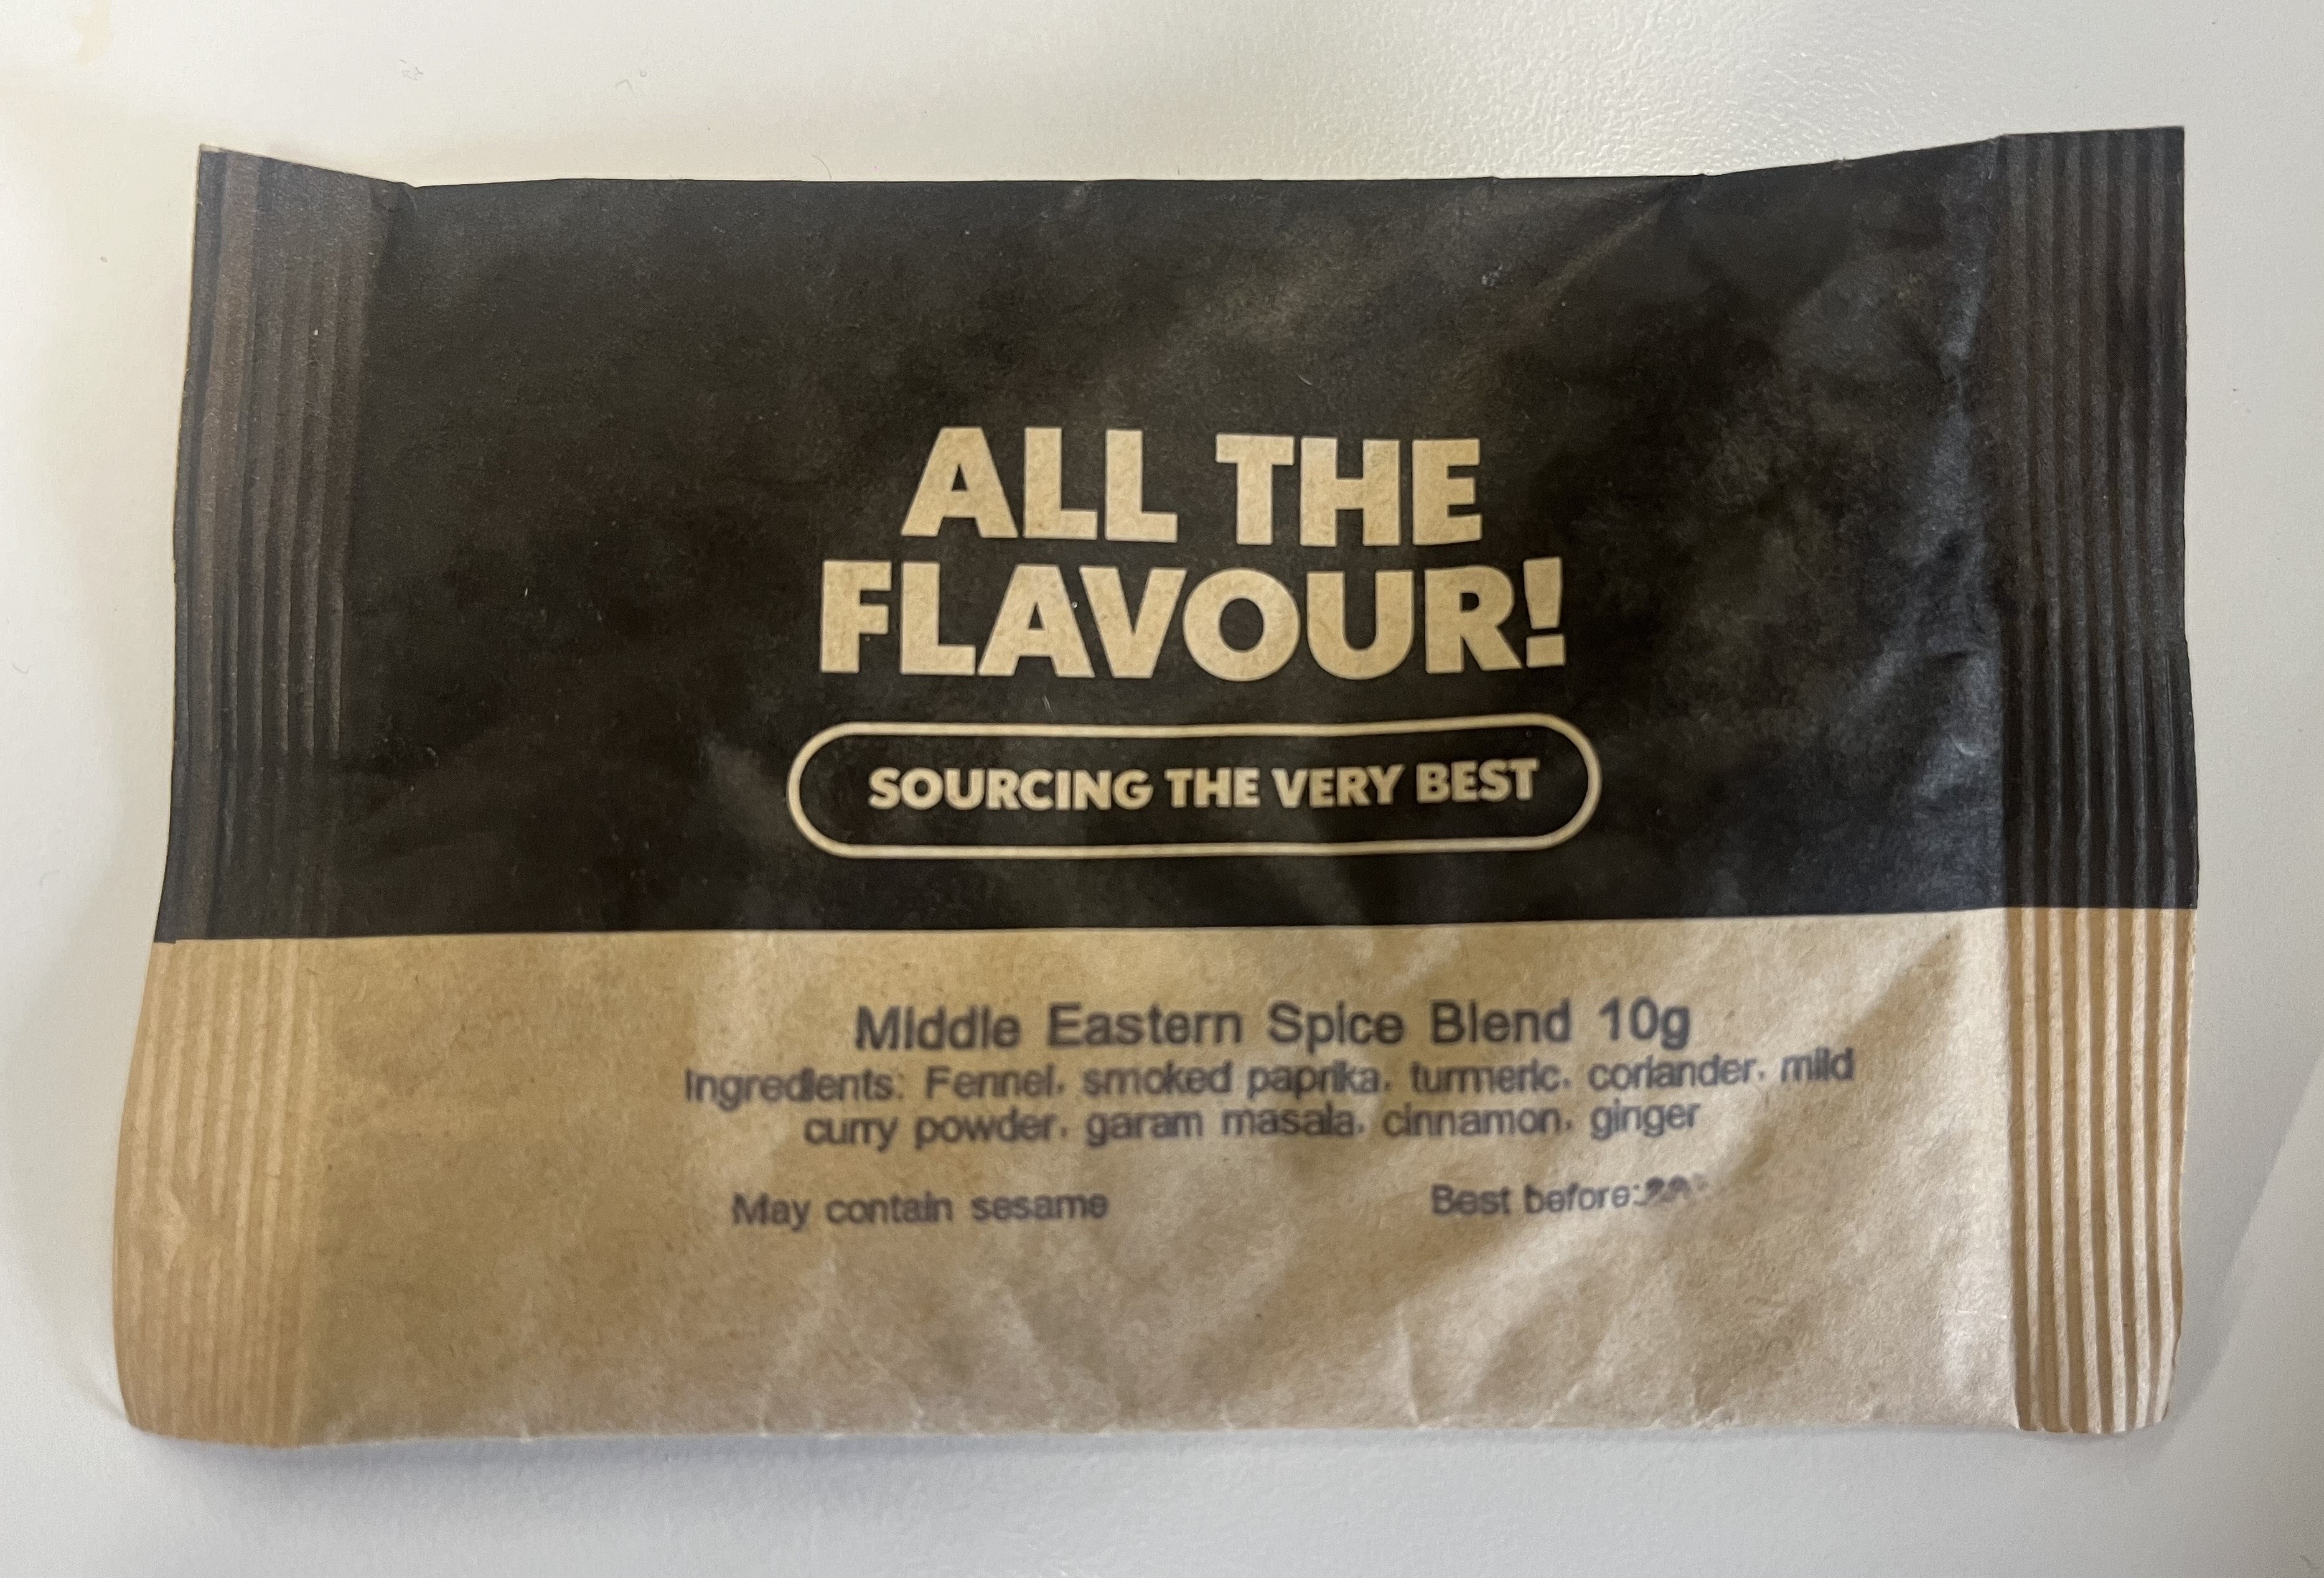 ALL THE
FLAVOUR!
SOURCING THE VERY BEST
Middle Eastern Spice Blend 10g
Ingredients: Fennel, smoked paprika, turmeric, coriander, mild
curry powder, garam masala, cinnamon, ginger
May contain sesame
Best before: